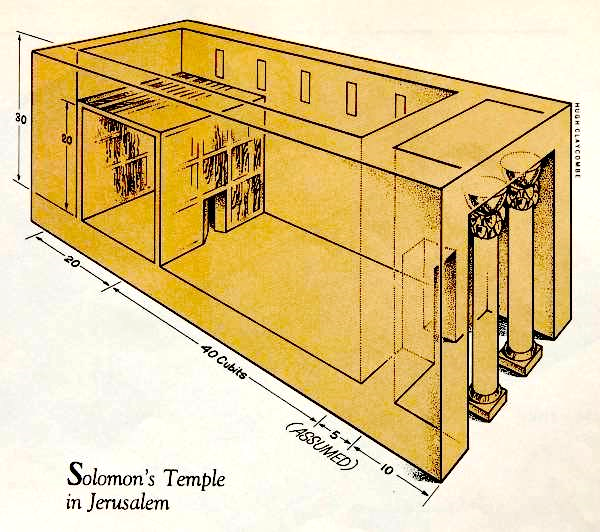 HUGH CLAYCOMBE
30
20
20
40 Cubits
5
(ASSUMED)
10
Solomon's Temple
in Jerusalem